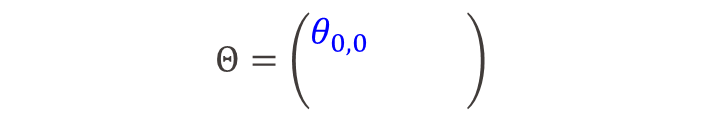 Θ = (θ₀,₀ )